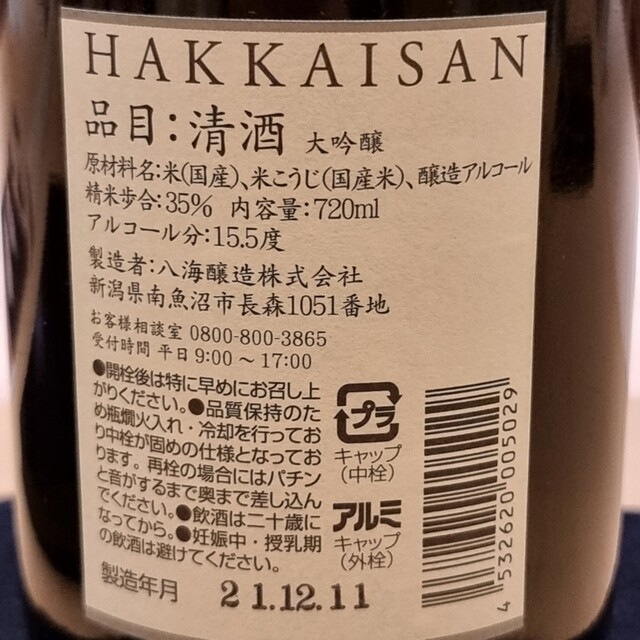 HAKKAISAN
品目：清酒 大吟醸
原材料名：米(国産)、米こうじ(国産米)、醸造アルコール
精米歩合：35% 内容量：720ml
アルコール分：15.5度
製造者：八海醸造株式会社
新潟県南魚沼市長森1051番地
お客様相談室 0800-800-3865
受付時間 平日 9:00～17:00
●開栓後は特に早めにお召し上
がりください。●品質保持のた
め瓶燗火入れ・冷却を行ってお
り中栓が固めの仕様となってお
ります。再栓の場合にはパチン
と音がするまで奥まで差し込ん
でください。●飲酒は二十歳に
なってから。●妊娠中・授乳期
の飲酒は避けてください。
プラ
キャップ
(中栓)
アルミ
キャップ
(外栓)
4 532620 005029
製造年月 21.12.11